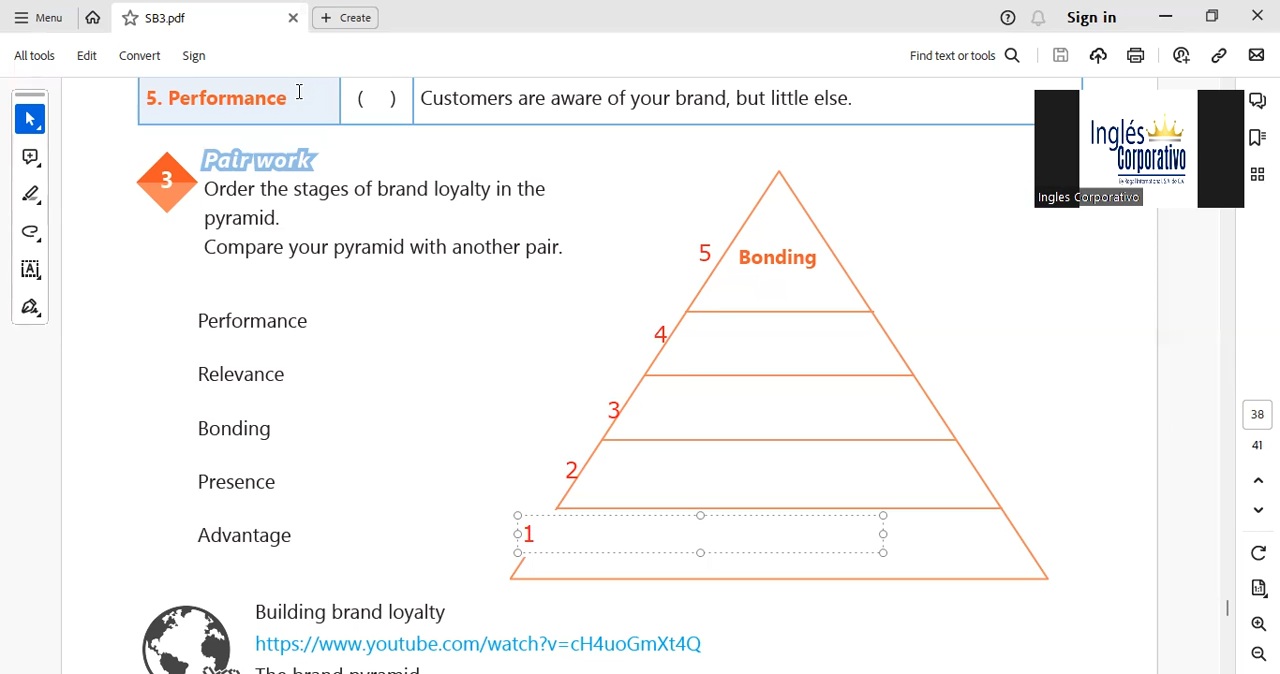 Menu
SB3.pdf
Create
Sign in
All tools
Edit
Convert
Sign
Find text or tools
5. Performance
( )
Customers are aware of your brand, but little else.
3
Pair work
Order the stages of brand loyalty in the
pyramid.
Compare your pyramid with another pair.
Inglés
Corporativo
Ingles Corporativo
Performance
Relevance
Bonding
Presence
Advantage
5
Bonding
4
3
2
1
38
41
Building brand loyalty
https://www.youtube.com/watch?v=cH4uoGmXt4Q
The brand pyramid